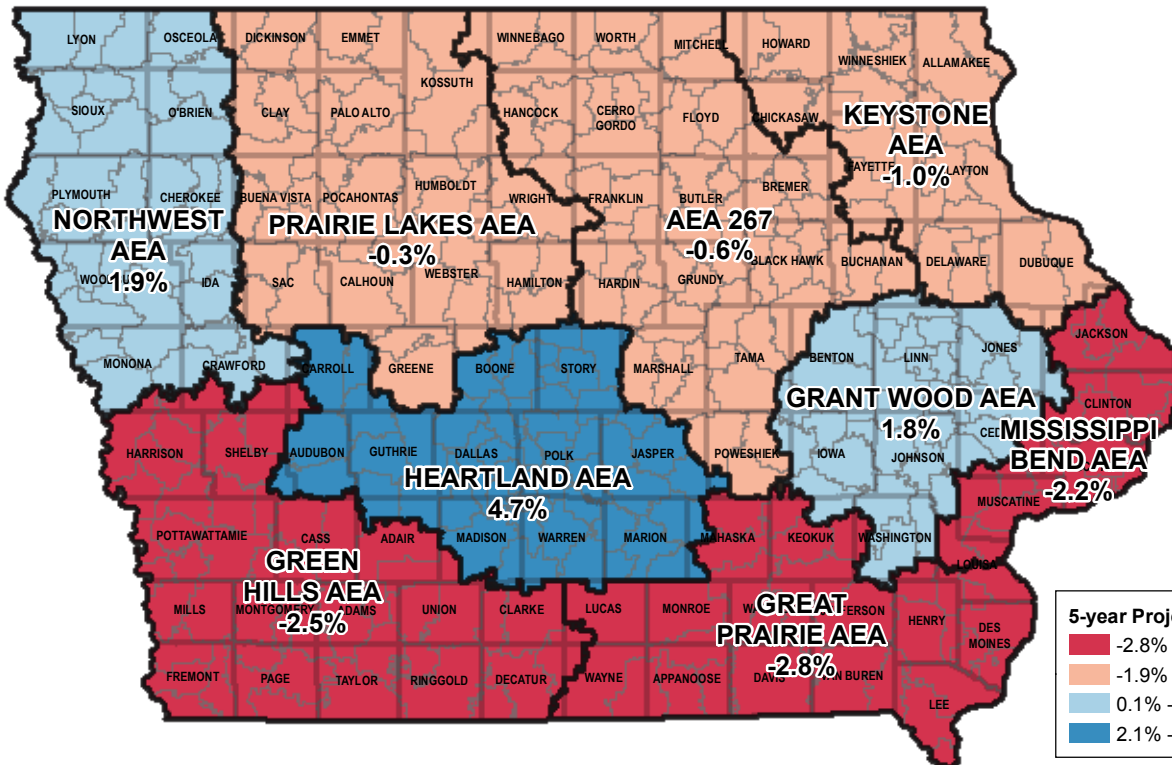 LYON OSCEOLA DICKINSON EMMET WINNEBAGO WORTH MITCHELL HOWARD WINNESHIEK ALLAMAKEE
KOSSUTH
SIOUX O'BRIEN CLAY PALO ALTO HANCOCK CERRO GORDO FLOYD CHICKASAW
KEYSTONE
AEA
-1.0%
FAYETTE
PLYMOUTH CHEROKEE BUENA VISTA POCAHONTAS HUMBOLDT WRIGHT FRANKLIN BUTLER BREMER
NORTHWEST
AEA
1.9%
PRAIRIE LAKES AEA
-0.3%
AEA 267
-0.6%
IDA SAC CALHOUN WEBSTER HAMILTON HARDIN GRUNDY BLACK HAWK BUCHANAN DELAWARE DUBUQUE
JACKSON
MONONA CRAWFORD CARROLL GREENE BOONE STORY MARSHALL TAMA BENTON LINN JONES
GRANT WOOD AEA
1.8%
CLINTON
MISSISSIPPI
BEND AEA
-2.2%
HARRISON SHELBY AUDUBON GUTHRIE DALLAS POLK JASPER POWESHIEK IOWA JOHNSON
HEARTLAND AEA
4.7%
MUSCATINE
POTTAWATTAMIE CASS ADAIR MADISON WARREN MARION MAHASKA KEOKUK WASHINGTON
LOUISA
GREEN
HILLS AEA
-2.5%
MILLS MONTGOMERY ADAMS UNION CLARKE LUCAS MONROE HENRY DES MOINES
GREAT
PRAIRIE AEA
-2.8%
FREMONT PAGE TAYLOR RINGGOLD DECATUR WAYNE APPANOOSE DAVIS VAN BUREN LEE
5-year Proj
-2.8%
-1.9%
0.1% -
2.1% -